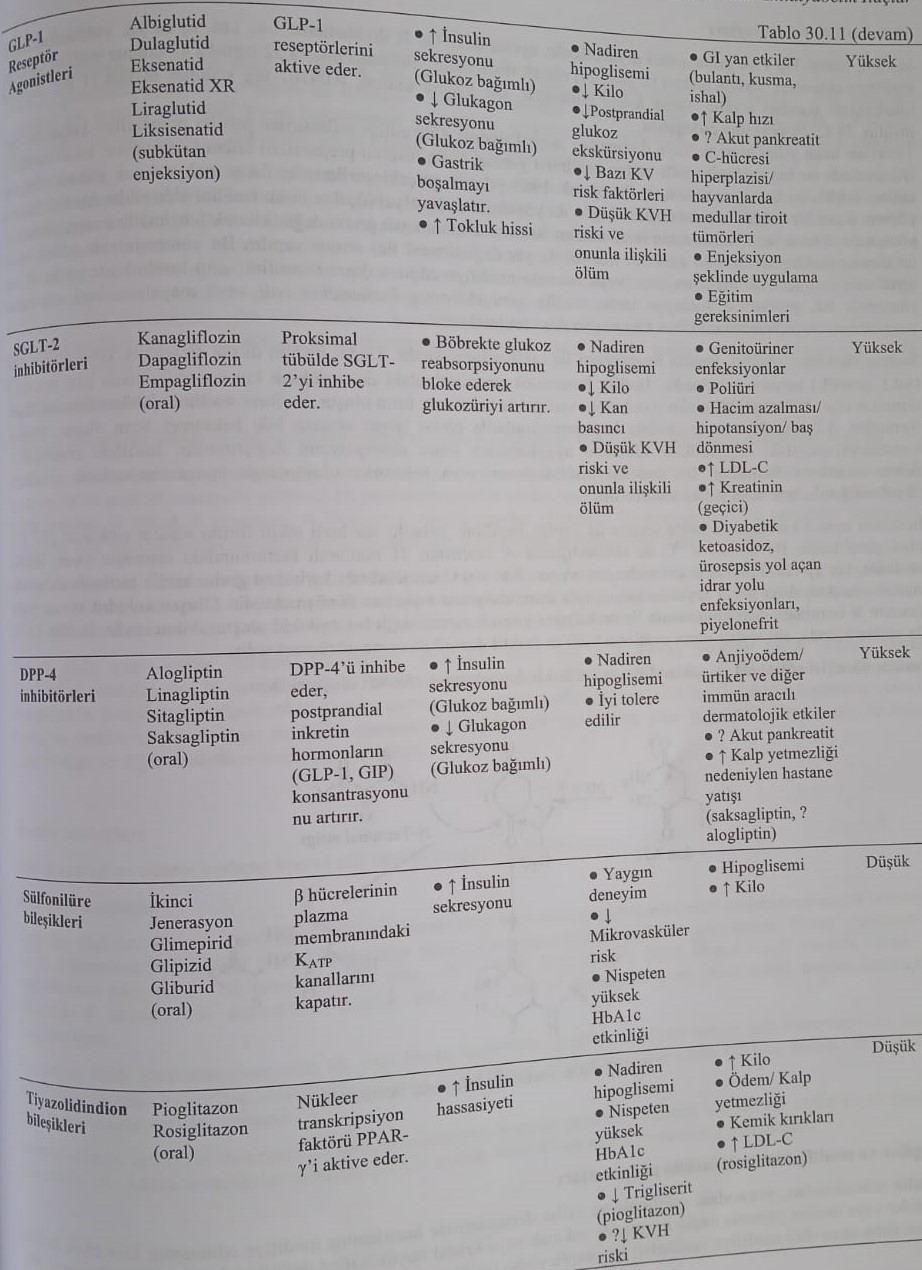 Tablo 30.11 (devam)
GLP-1
Reseptör
Agonistleri
Albiglutid
Dulaglutid
Eksenatid
Eksenatid XR
Liraglutid
Liksisenatid
(subkütan
enjeksiyon)
GLP-1
reseptörlerini
aktive eder.
● ↑ İnsulin
sekresyonu
(Glukoz bağımlı)
● ↓ Glukagon
sekresyonu
(Glukoz bağımlı)
● Gastrik
boşalmayı
yavaşlatır.
● ↑ Tokluk hissi
● Nadiren
hipoglisemi
●↓ Kilo
●↓Postprandial
glukoz
ekskürsiyonu
●↓ Bazı KV
risk faktörleri
● Düşük KVH
riski ve
onunla ilişkili
ölüm
● GI yan etkiler
(bulantı, kusma,
ishal)
●↑ Kalp hızı
● ? Akut pankreatit
● C-hücresi
hiperplazisi/
hayvanlarda
medullar tiroit
tümörleri
● Enjeksiyon
şeklinde uygulama
● Eğitim
gereksinimleri
Yüksek
SGLT-2
inhibitörleri
Kanagliflozin
Dapagliflozin
Empagliflozin
(oral)
Proksimal
tübülde SGLT-
2’yi inhibe
eder.
● Böbrekte glukoz
reabsorpsiyonunu
bloke ederek
glukozüriyi artırır.
● Nadiren
hipoglisemi
●↓ Kilo
●↓ Kan
basıncı
● Düşük KVH
riski ve
onunla ilişkili
ölüm
● Genitoüriner
enfeksiyonlar
● Poliüri
● Hacim azalması/
hipotansiyon/ baş
dönmesi
●↑ LDL-C
●↑ Kreatinin
(geçici)
● Diyabetik
ketoasidoz,
ürosepsis yol açan
idrar yolu
enfeksiyonları,
piyelonefrit
Yüksek
DPP-4
inhibitörleri
Alogliptin
Linagliptin
Sitagliptin
Saksagliptin
(oral)
DPP-4’ü inhibe
eder,
postprandial
inkretin
hormonların
(GLP-1, GIP)
konsantrasyonu
nu artırır.
● ↑ İnsulin
sekresyonu
(Glukoz bağımlı)
● ↓ Glukagon
sekresyonu
(Glukoz bağımlı)
● Nadiren
hipoglisemi
● İyi tolere
edilir
● Anjiyoödem/
ürtiker ve diğer
immün aracılı
dermatolojik etkiler
● ? Akut pankreatit
● ↑ Kalp yetmezliği
nedeniylen hastane
yatışı
(saksagliptin, ?
alogliptin)
Yüksek
Sülfonilüre
bileşikleri
İkinci
Jenerasyon
Glimepirid
Glipizid
Gliburid
(oral)
β hücrelerinin
plazma
membranındaki
KATP
kanallarını
kapatır.
● ↑ İnsulin
sekresyonu
● Yaygın
deneyim
● ↓
Mikrovasküler
risk
● Nispeten
yüksek
HbA1c
etkinliği
● Hipoglisemi
● ↑ Kilo
Düşük
Tiyazolidindion
bileşikleri
Pioglitazon
Rosiglitazon
(oral)
Nükleer
transkripsiyon
faktörü PPAR-
γ’i aktive eder.
● ↑ İnsulin
hassasiyeti
● Nadiren
hipoglisemi
● Nispeten
yüksek
HbA1c
etkinliği
● ↓ Trigliserit
(pioglitazon)
● ?↓ KVH
riski
● ↑ Kilo
● Ödem/ Kalp
yetmezliği
● Kemik kırıkları
● ↑ LDL-C
(rosiglitazon)
Düşük